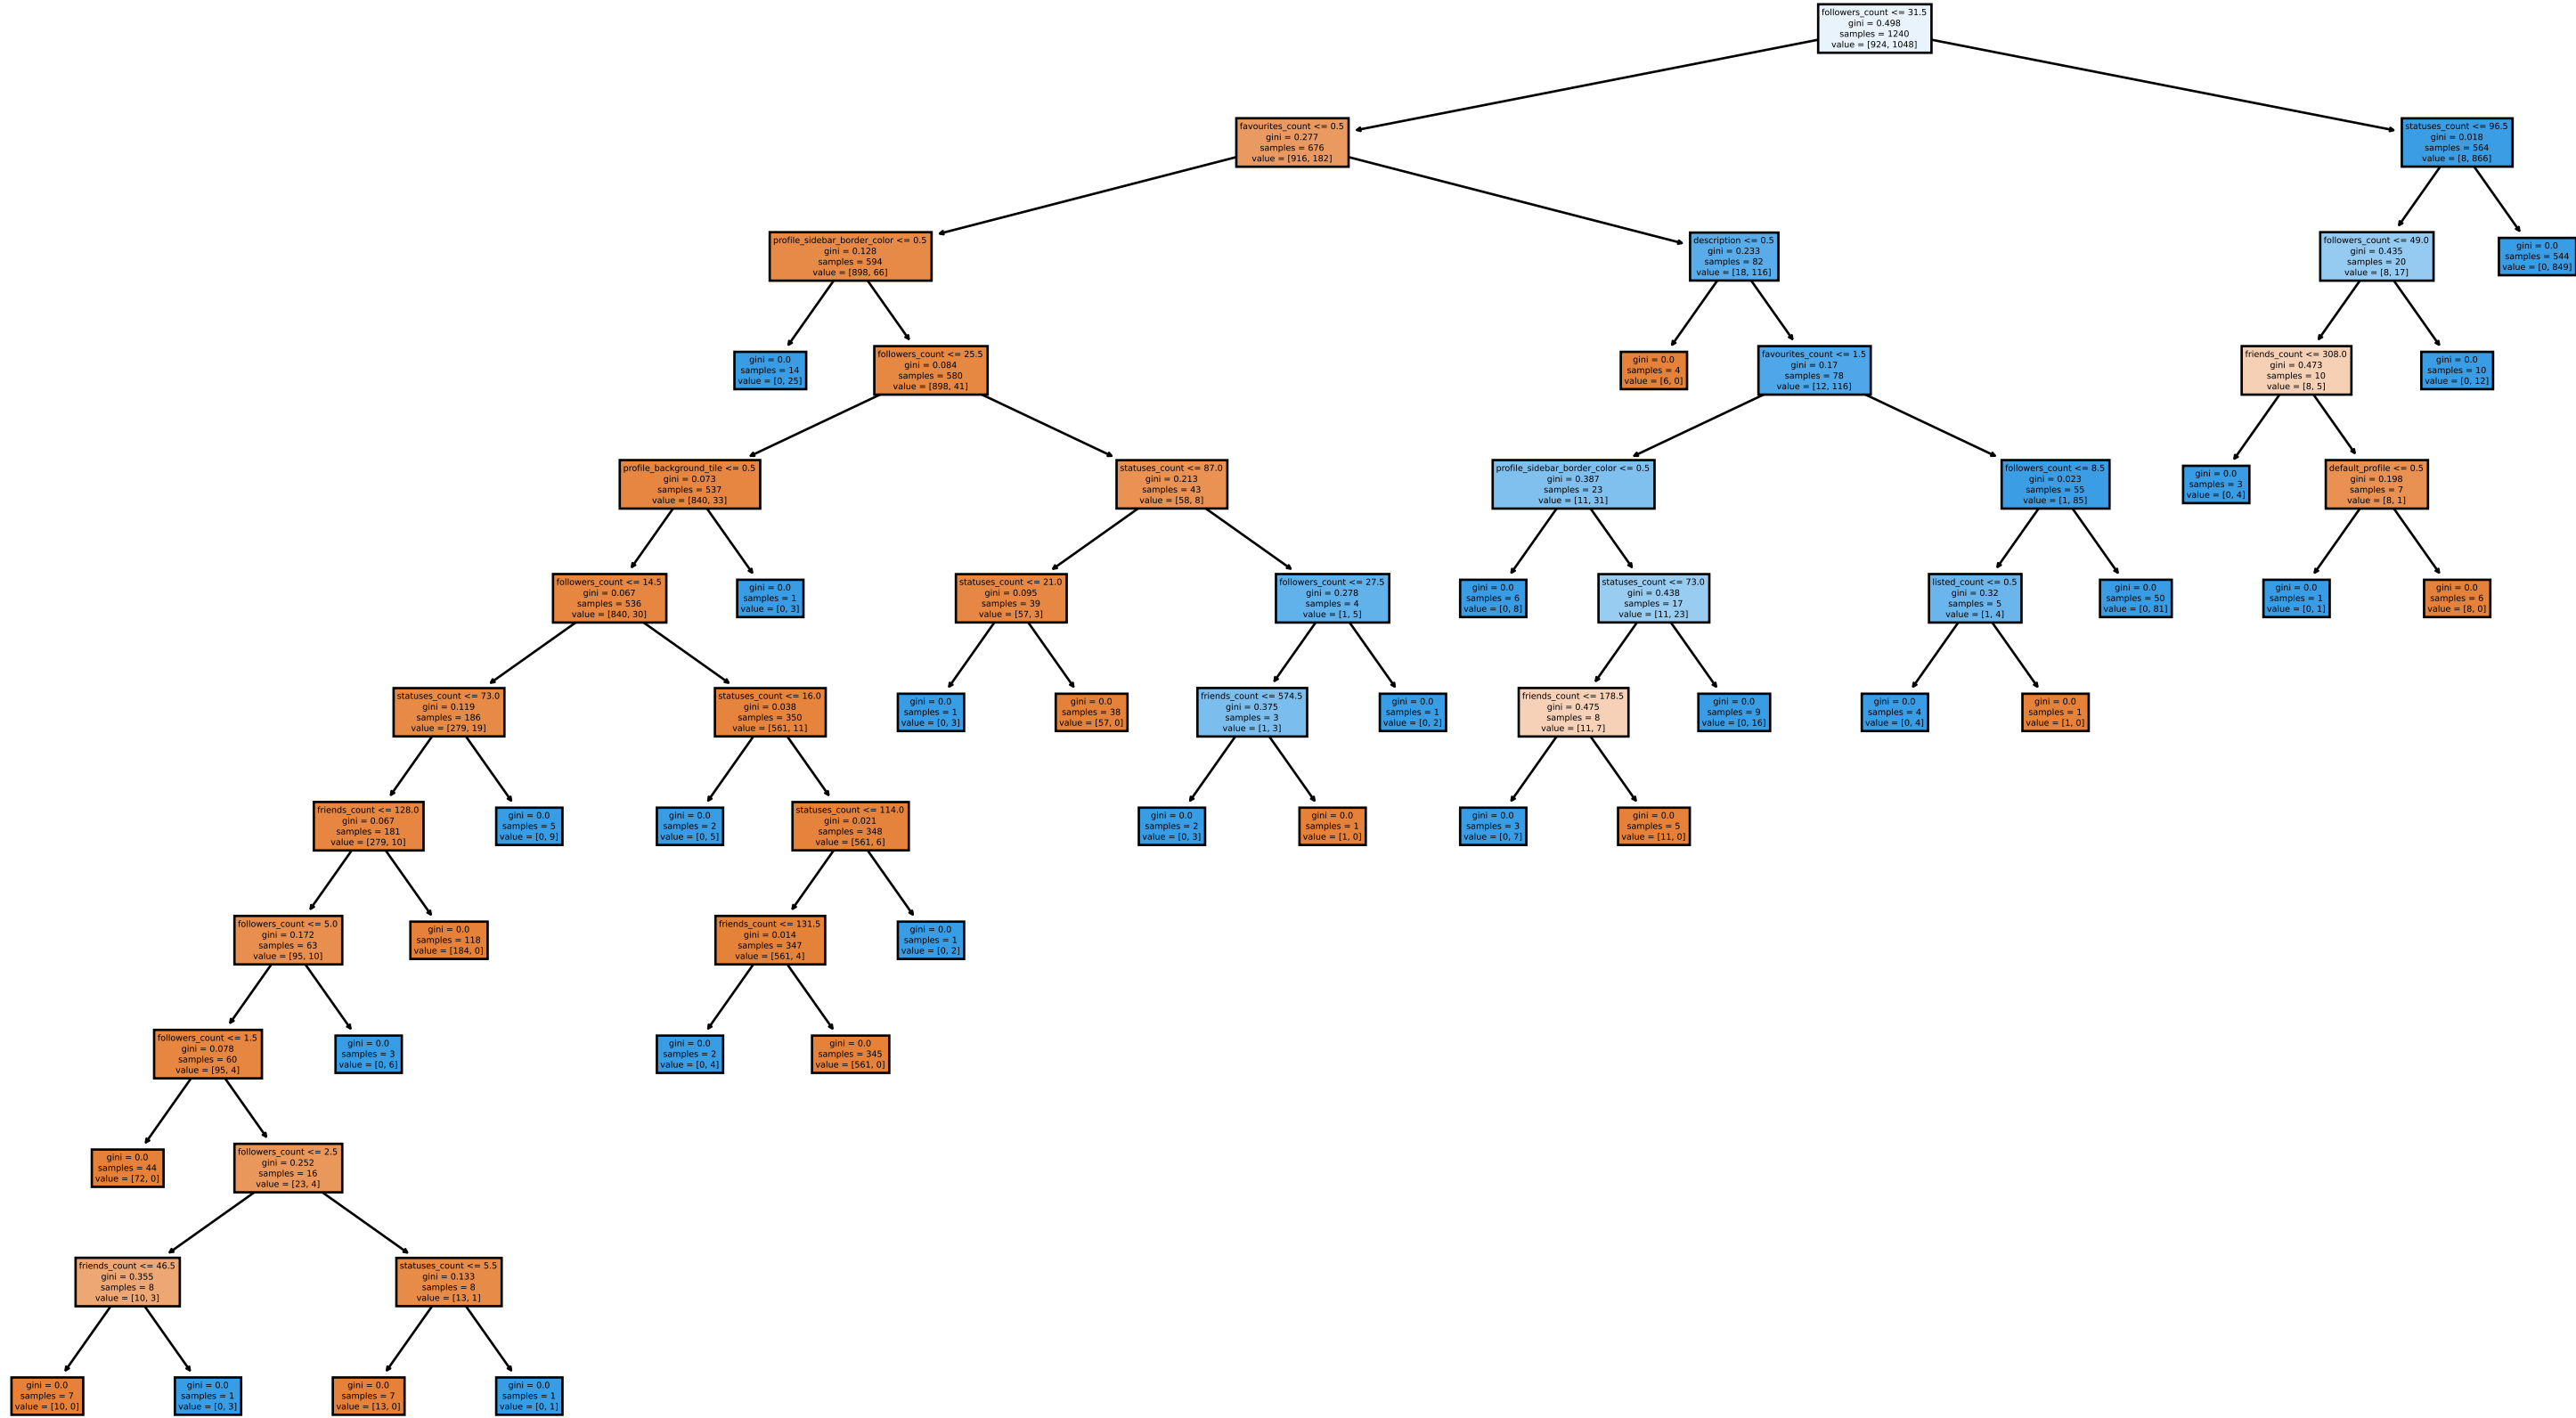 followers_count <= 31.5
gini = 0.498
samples = 1240
value = [924, 1048]
favourites_count <= 0.5
gini = 0.277
samples = 676
value = [916, 182]
statuses_count <= 96.5
gini = 0.018
samples = 564
value = [8, 866]
profile_sidebar_border_color <= 0.5
gini = 0.128
samples = 594
value = [898, 66]
description <= 0.5
gini = 0.233
samples = 82
value = [18, 116]
followers_count <= 49.0
gini = 0.435
samples = 20
value = [8, 17]
gini = 0.0
samples = 544
value = [0, 849]
gini = 0.0
samples = 14
value = [0, 25]
followers_count <= 25.5
gini = 0.084
samples = 580
value = [898, 41]
gini = 0.0
samples = 4
value = [6, 0]
favourites_count <= 1.5
gini = 0.17
samples = 78
value = [12, 116]
friends_count <= 308.0
gini = 0.473
samples = 10
value = [8, 5]
gini = 0.0
samples = 10
value = [0, 12]
profile_background_tile <= 0.5
gini = 0.073
samples = 537
value = [840, 33]
statuses_count <= 87.0
gini = 0.213
samples = 43
value = [58, 8]
profile_sidebar_border_color <= 0.5
gini = 0.387
samples = 23
value = [11, 31]
followers_count <= 8.5
gini = 0.023
samples = 55
value = [1, 85]
gini = 0.0
samples = 3
value = [0, 4]
default_profile <= 0.5
gini = 0.198
samples = 7
value = [8, 1]
followers_count <= 14.5
gini = 0.067
samples = 536
value = [840, 30]
gini = 0.0
samples = 1
value = [0, 3]
statuses_count <= 21.0
gini = 0.095
samples = 39
value = [57, 3]
followers_count <= 27.5
gini = 0.278
samples = 4
value = [1, 5]
gini = 0.0
samples = 6
value = [0, 8]
statuses_count <= 73.0
gini = 0.438
samples = 17
value = [11, 23]
listed_count <= 0.5
gini = 0.32
samples = 5
value = [1, 4]
gini = 0.0
samples = 50
value = [0, 81]
gini = 0.0
samples = 1
value = [0, 1]
gini = 0.0
samples = 6
value = [8, 0]
statuses_count <= 73.0
gini = 0.119
samples = 186
value = [279, 19]
statuses_count <= 16.0
gini = 0.038
samples = 350
value = [561, 11]
gini = 0.0
samples = 1
value = [0, 3]
gini = 0.0
samples = 38
value = [57, 0]
friends_count <= 574.5
gini = 0.375
samples = 3
value = [1, 3]
gini = 0.0
samples = 1
value = [0, 2]
friends_count <= 178.5
gini = 0.475
samples = 8
value = [11, 7]
gini = 0.0
samples = 9
value = [0, 16]
gini = 0.0
samples = 4
value = [0, 4]
gini = 0.0
samples = 1
value = [1, 0]
friends_count <= 128.0
gini = 0.067
samples = 181
value = [279, 10]
gini = 0.0
samples = 5
value = [0, 9]
gini = 0.0
samples = 2
value = [0, 5]
statuses_count <= 114.0
gini = 0.021
samples = 348
value = [561, 6]
gini = 0.0
samples = 2
value = [0, 3]
gini = 0.0
samples = 1
value = [1, 0]
gini = 0.0
samples = 3
value = [0, 7]
gini = 0.0
samples = 5
value = [11, 0]
followers_count <= 5.0
gini = 0.172
samples = 63
value = [95, 10]
gini = 0.0
samples = 118
value = [184, 0]
friends_count <= 131.5
gini = 0.014
samples = 347
value = [561, 4]
gini = 0.0
samples = 1
value = [0, 2]
followers_count <= 1.5
gini = 0.078
samples = 60
value = [95, 4]
gini = 0.0
samples = 3
value = [0, 6]
gini = 0.0
samples = 2
value = [0, 4]
gini = 0.0
samples = 345
value = [561, 0]
gini = 0.0
samples = 44
value = [72, 0]
followers_count <= 2.5
gini = 0.252
samples = 16
value = [23, 4]
friends_count <= 46.5
gini = 0.355
samples = 8
value = [10, 3]
statuses_count <= 5.5
gini = 0.133
samples = 8
value = [13, 1]
gini = 0.0
samples = 7
value = [10, 0]
gini = 0.0
samples = 1
value = [0, 3]
gini = 0.0
samples = 7
value = [13, 0]
gini = 0.0
samples = 1
value = [0, 1]